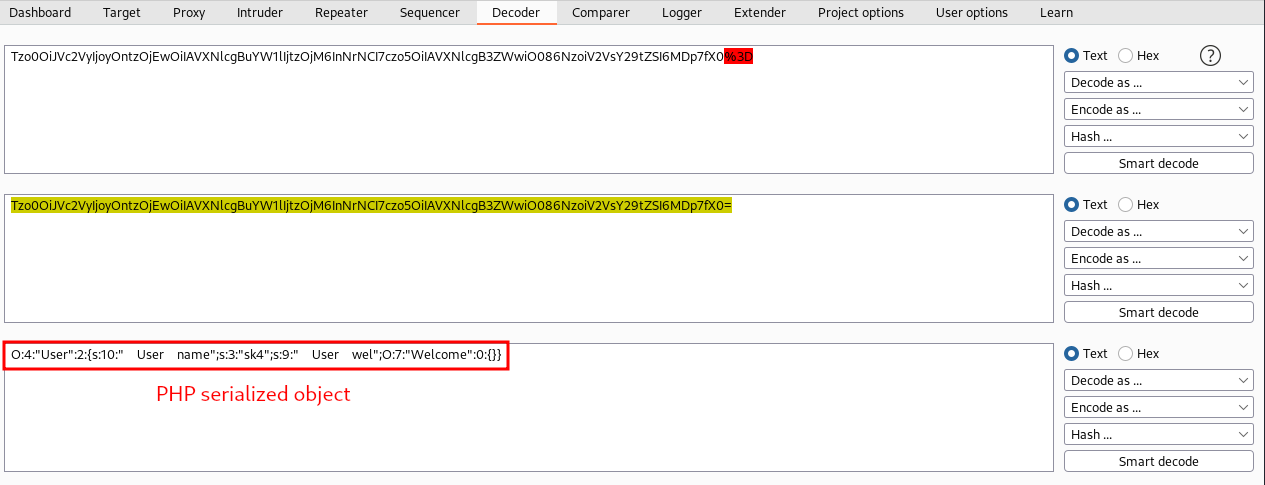 Dashboard Target Proxy Intruder Repeater Sequencer Decoder Comparer Logger Extender Project options User options Learn
Tzo0OiJVc2VyIjoyOntzOjEwOiIAVXNlcgBuYW1lIjtzOjM6InNrNCI7czo5OiIAVXNlcgB3ZWwiO086NzoiV2VsY29tZSI6MDp7fX0%3D
Text Hex ?
Decode as ...
Encode as ...
Hash ...
Smart decode
Tzo0OiJVc2VyIjoyOntzOjEwOiIAVXNlcgBuYW1lIjtzOjM6InNrNCI7czo5OiIAVXNlcgB3ZWwiO086NzoiV2VsY29tZSI6MDp7fX0=
Text Hex
Decode as ...
Encode as ...
Hash ...
Smart decode
O:4:"User":2:{s:10:" User name";s:3:"sk4";s:9:" User wel";O:7:"Welcome":0:{}}
PHP serialized object
Text Hex
Decode as ...
Encode as ...
Hash ...
Smart decode